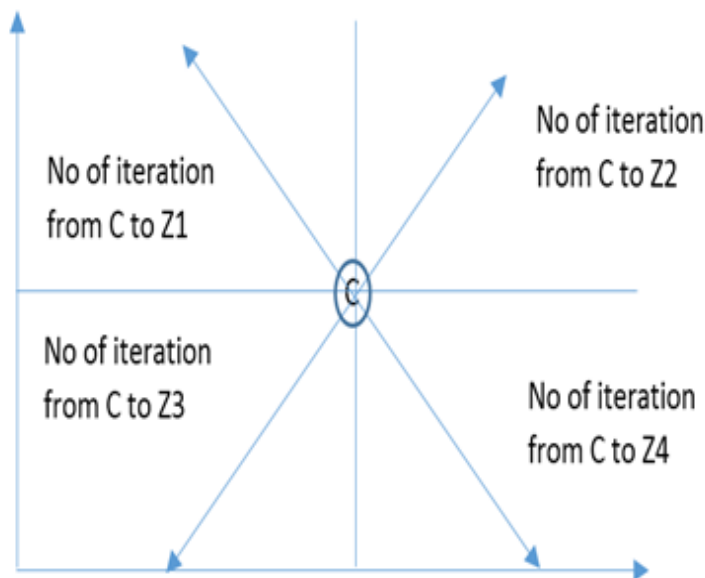 No of iteration
from C to Z1
No of iteration
from C to Z2
C
No of iteration
from C to Z3
No of iteration
from C to Z4